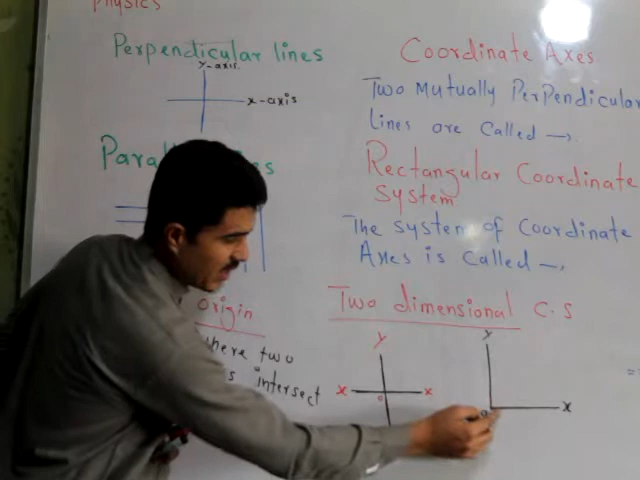 Physics
Perpendicular lines
y-axis.
x-axis
Origin
two
intersect
Coordinate Axes
Two Mutually Perpendicular
lines are called →.
Rectangular Coordinate
System
The system of Coordinate
Axes is called →.
Two dimensional C.S
y
x
x
o
y
x